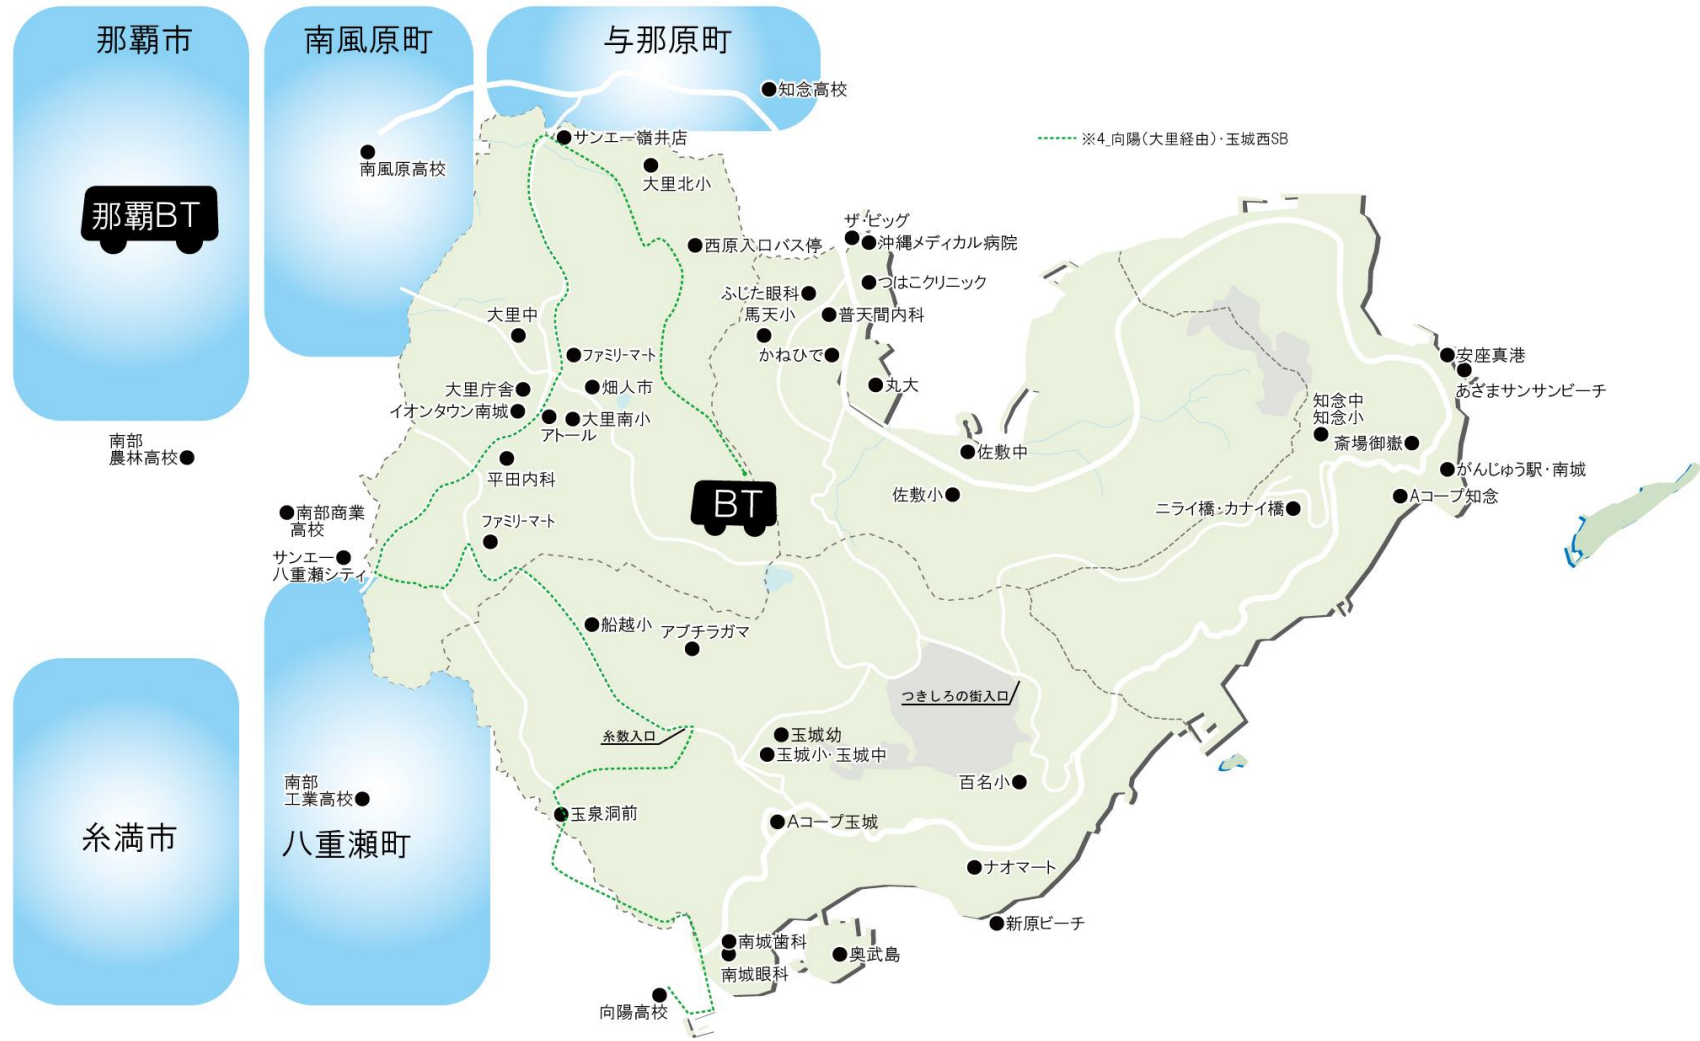 那覇市
南風原町
与那原町
知念高校
サンエー嶺井店
※4_向陽(大里経由)・玉城西SB
南風原高校
大里北小
那覇BT
ザ・ビッグ
西原入口バス停
沖縄メディカル病院
つはこクリニック
ふじた眼科
大里中
馬天小
普天間内科
ファミリーマート
かねひで
安座真港
あざまサンサンビーチ
大里庁舎
畑人市
丸大
イオンタウン南城
アトール
大里南小
知念中
知念小
斎場御嶽
南部
農林高校
佐敷中
がんじゅう駅・南城
平田内科
佐敷小
Aコープ知念
BT
ニライ橋・カナイ橋
南部商業
高校
ファミリーマート
サンエー
八重瀬シティ
船越小
アブチラガマ
つきしろの街入口
糸数入口
玉城幼
玉城小・玉城中
南部
工業高校
百名小
玉泉洞前
Aコープ玉城
糸満市
八重瀬町
ナオマート
新原ビーチ
南城歯科
奥武島
南城眼科
向陽高校